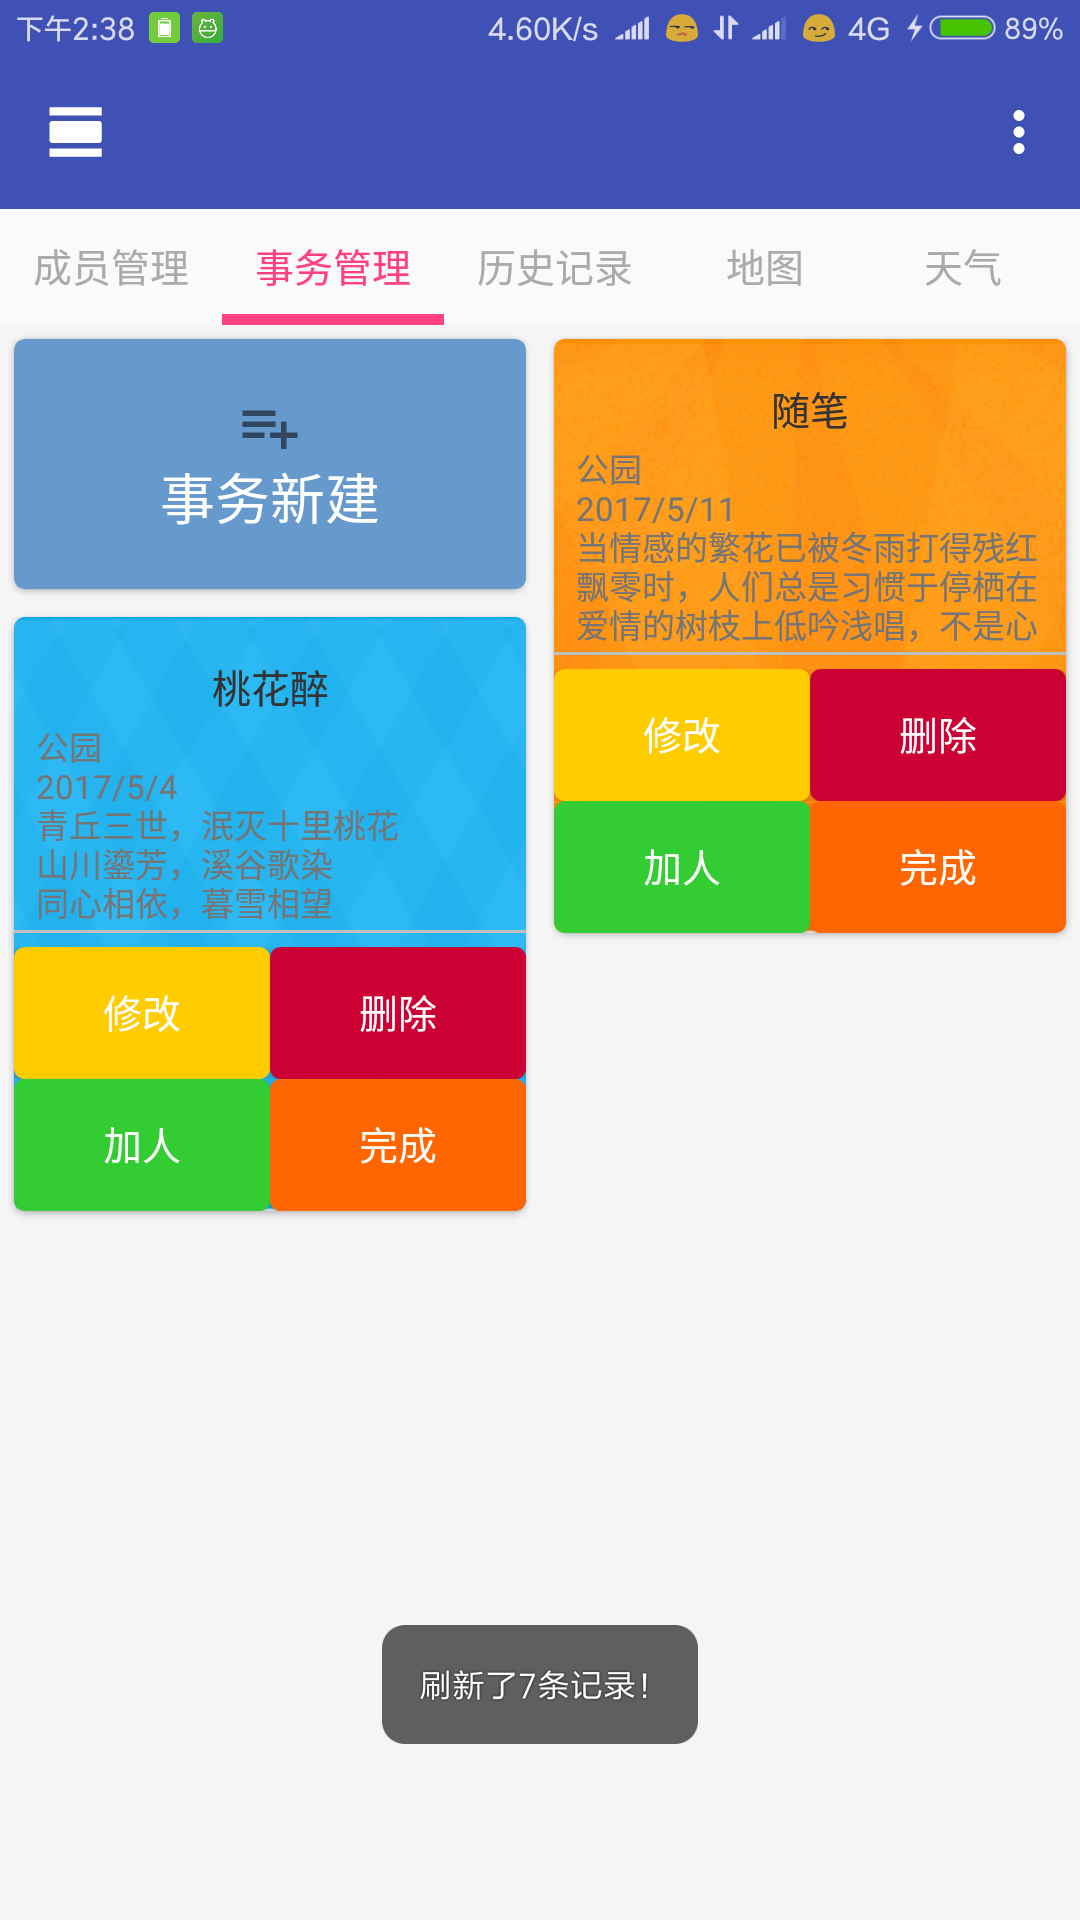 下午2:38 4.60K/s 4G 89%
成员管理 事务管理 历史记录 地图 天气
事务新建
桃花醉
公园
2017/5/4
青丘三世，泯灭十里桃花
山川鎏芳，溪谷歌染
同心相依，暮雪相望
修改 删除
加人 完成
随笔
公园
2017/5/11
当情感的繁花已被冬雨打得残红
飘零时，人们总是习惯于停栖在
爱情的树枝上低吟浅唱，不是心
修改 删除
加人 完成
刷新了7条记录！